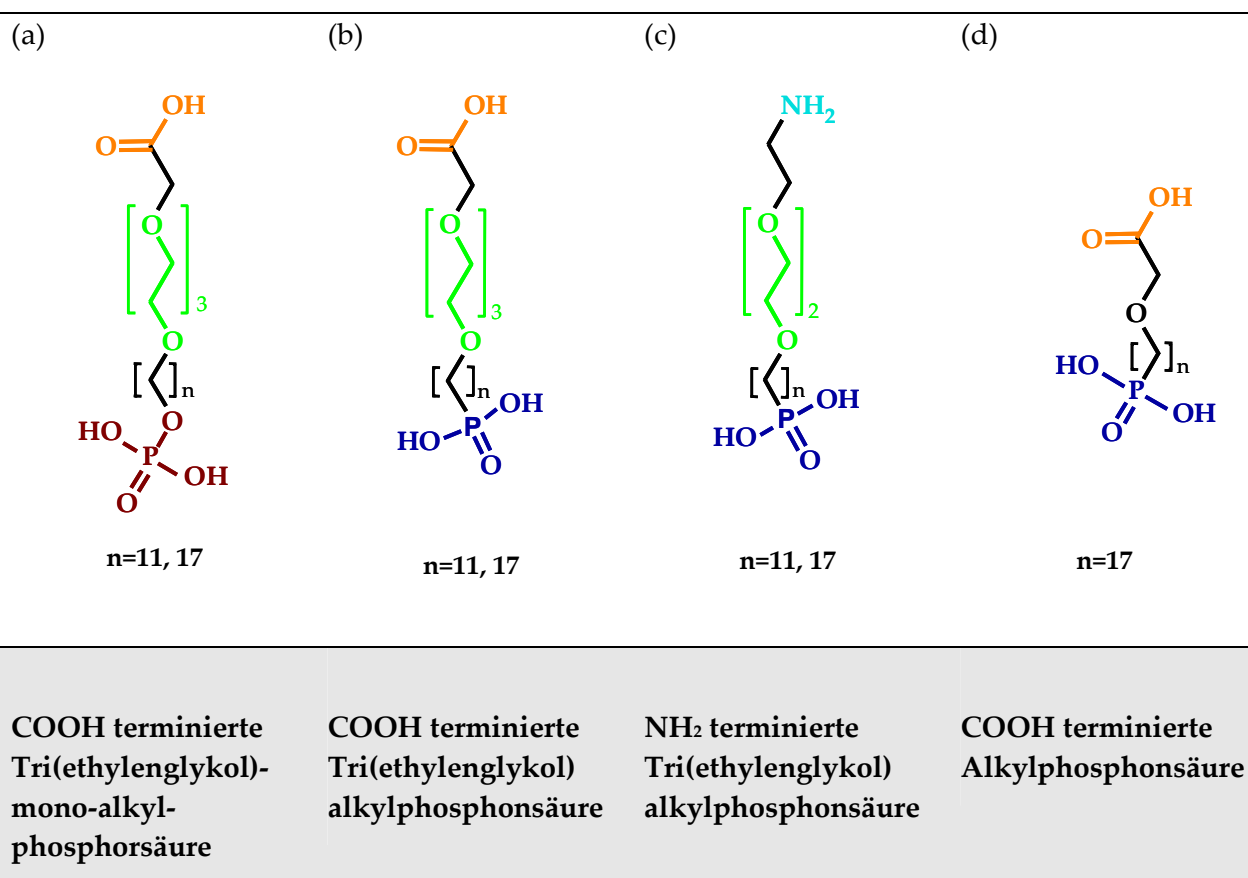 (a) (b) (c) (d)
OH OH NH2
O O
OH
O
O O O
3 3 2
O O O O
[ ]n [ ]n [ ]n [ ]n
O HO P OH
HO P OH HO P OH HO P OH O
O O O
n=11, 17 n=11, 17 n=11, 17 n=17
COOH terminierte COOH terminierte NH2 terminierte COOH terminierte
Tri(ethylenglykol)- Tri(ethylenglykol) Tri(ethylenglykol) Alkylphosphonsäure
mono-alkyl- alkylphosphonsäure alkylphosphonsäure
phosphorsäure